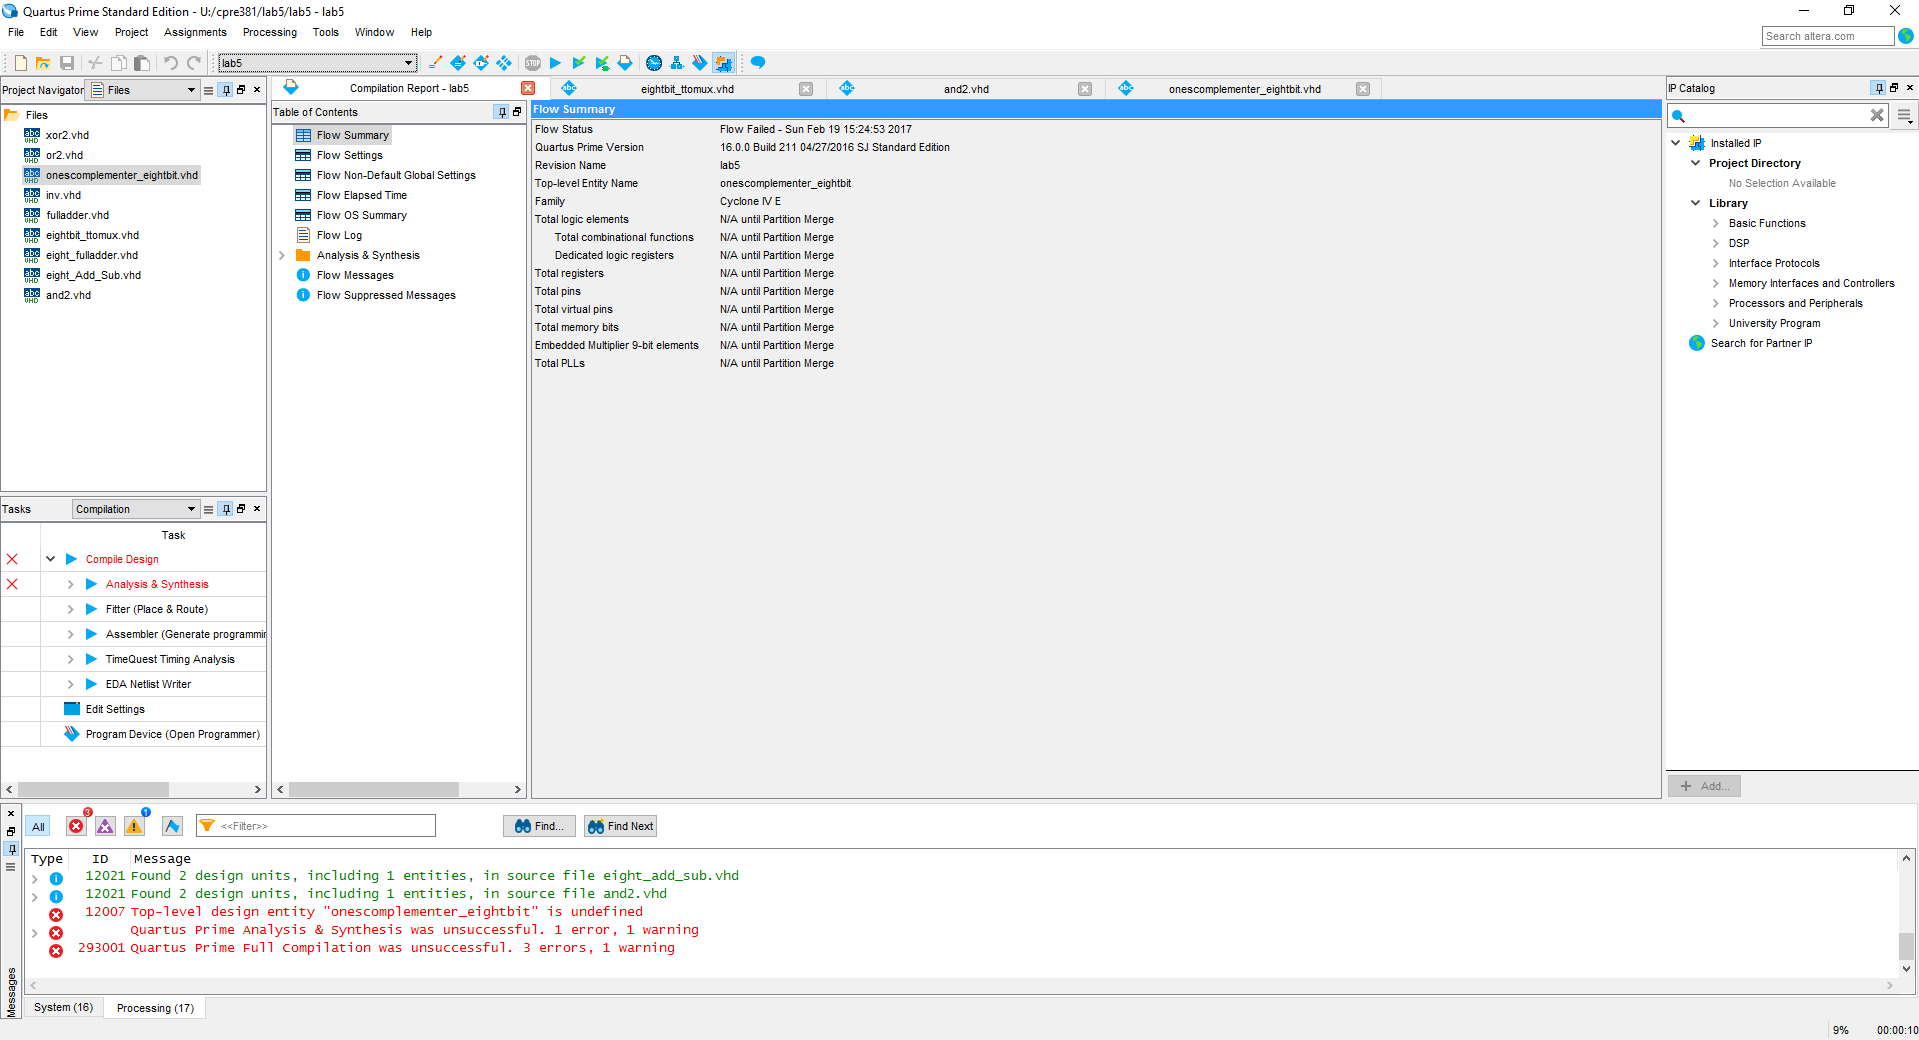 Quartus Prime Standard Edition - U:/cpre381/lab5/lab5 - lab5
File Edit View Project Assignments Processing Tools Window Help
Search altera.com
lab5
STOP
Project Navigator Files
Files
xor2.vhd
or2.vhd
onescomplementer_eightbit.vhd
inv.vhd
fulladder.vhd
eightbit_ttomux.vhd
eight_fulladder.vhd
eight_Add_Sub.vhd
and2.vhd
Tasks Compilation
Task
Compile Design
Analysis & Synthesis
Fitter (Place & Route)
Assembler (Generate programmin
TimeQuest Timing Analysis
EDA Netlist Writer
Edit Settings
Program Device (Open Programmer)
Compilation Report - lab5
eightbit_ttomux.vhd
and2.vhd
onescomplementer_eightbit.vhd
Table of Contents
Flow Summary
Flow Settings
Flow Non-Default Global Settings
Flow Elapsed Time
Flow OS Summary
Flow Log
Analysis & Synthesis
Flow Messages
Flow Suppressed Messages
Flow Summary
Flow Status Flow Failed - Sun Feb 19 15:24:53 2017
Quartus Prime Version 16.0.0 Build 211 04/27/2016 SJ Standard Edition
Revision Name lab5
Top-level Entity Name onescomplementer_eightbit
Family Cyclone IV E
Total logic elements N/A until Partition Merge
Total combinational functions N/A until Partition Merge
Dedicated logic registers N/A until Partition Merge
Total registers N/A until Partition Merge
Total pins N/A until Partition Merge
Total virtual pins N/A until Partition Merge
Total memory bits N/A until Partition Merge
Embedded Multiplier 9-bit elements N/A until Partition Merge
Total PLLs N/A until Partition Merge
IP Catalog
Installed IP
Project Directory
No Selection Available
Library
Basic Functions
DSP
Interface Protocols
Memory Interfaces and Controllers
Processors and Peripherals
University Program
Search for Partner IP
+ Add...
All 3 1 <<Filter>> Find... Find Next
Type ID Message
12021 Found 2 design units, including 1 entities, in source file eight_add_sub.vhd
12021 Found 2 design units, including 1 entities, in source file and2.vhd
12007 Top-level design entity "onescomplementer_eightbit" is undefined
Quartus Prime Analysis & Synthesis was unsuccessful. 1 error, 1 warning
293001 Quartus Prime Full Compilation was unsuccessful. 3 errors, 1 warning
Messages
System (16) Processing (17)
9% 00:00:10